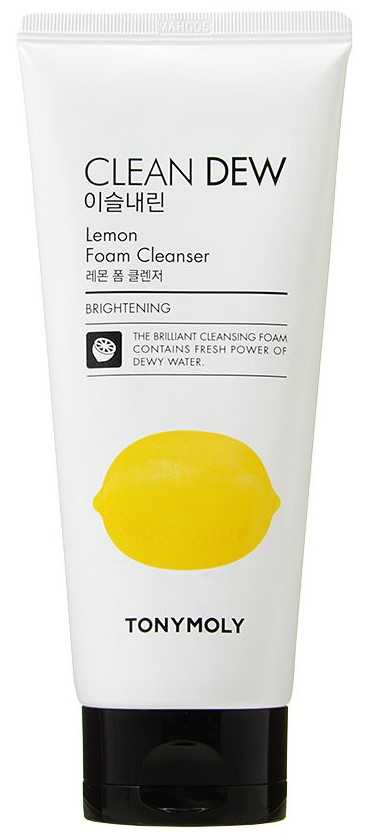 CLEAN DEW
이슬내린
Lemon
Foam Cleanser
레몬 폼 클렌저
BRIGHTENING
THE BRILLIANT CLEANSING FOAM
CONTAINS FRESH POWER OF
DEWY WATER.
TONYMOLY